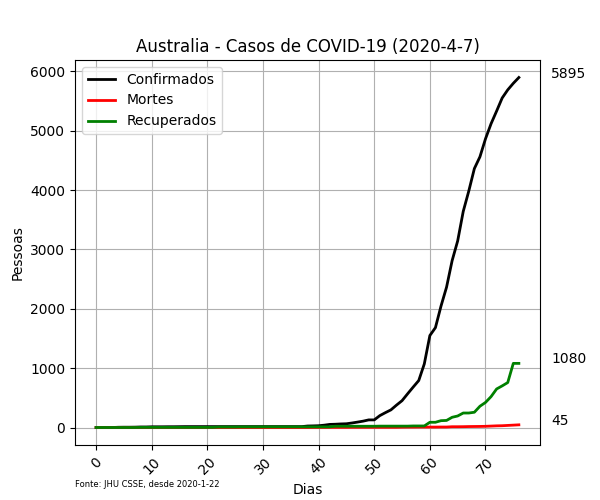 Australia - Casos de COVID-19 (2020-4-7)
Confirmados
Mortes
Recuperados
6000
5000
4000
3000
2000
1000
0
Pessoas
5895
1080
45
0
10
20
30
40
50
60
70
Dias
Fonte: JHU CSSE, desde 2020-1-22